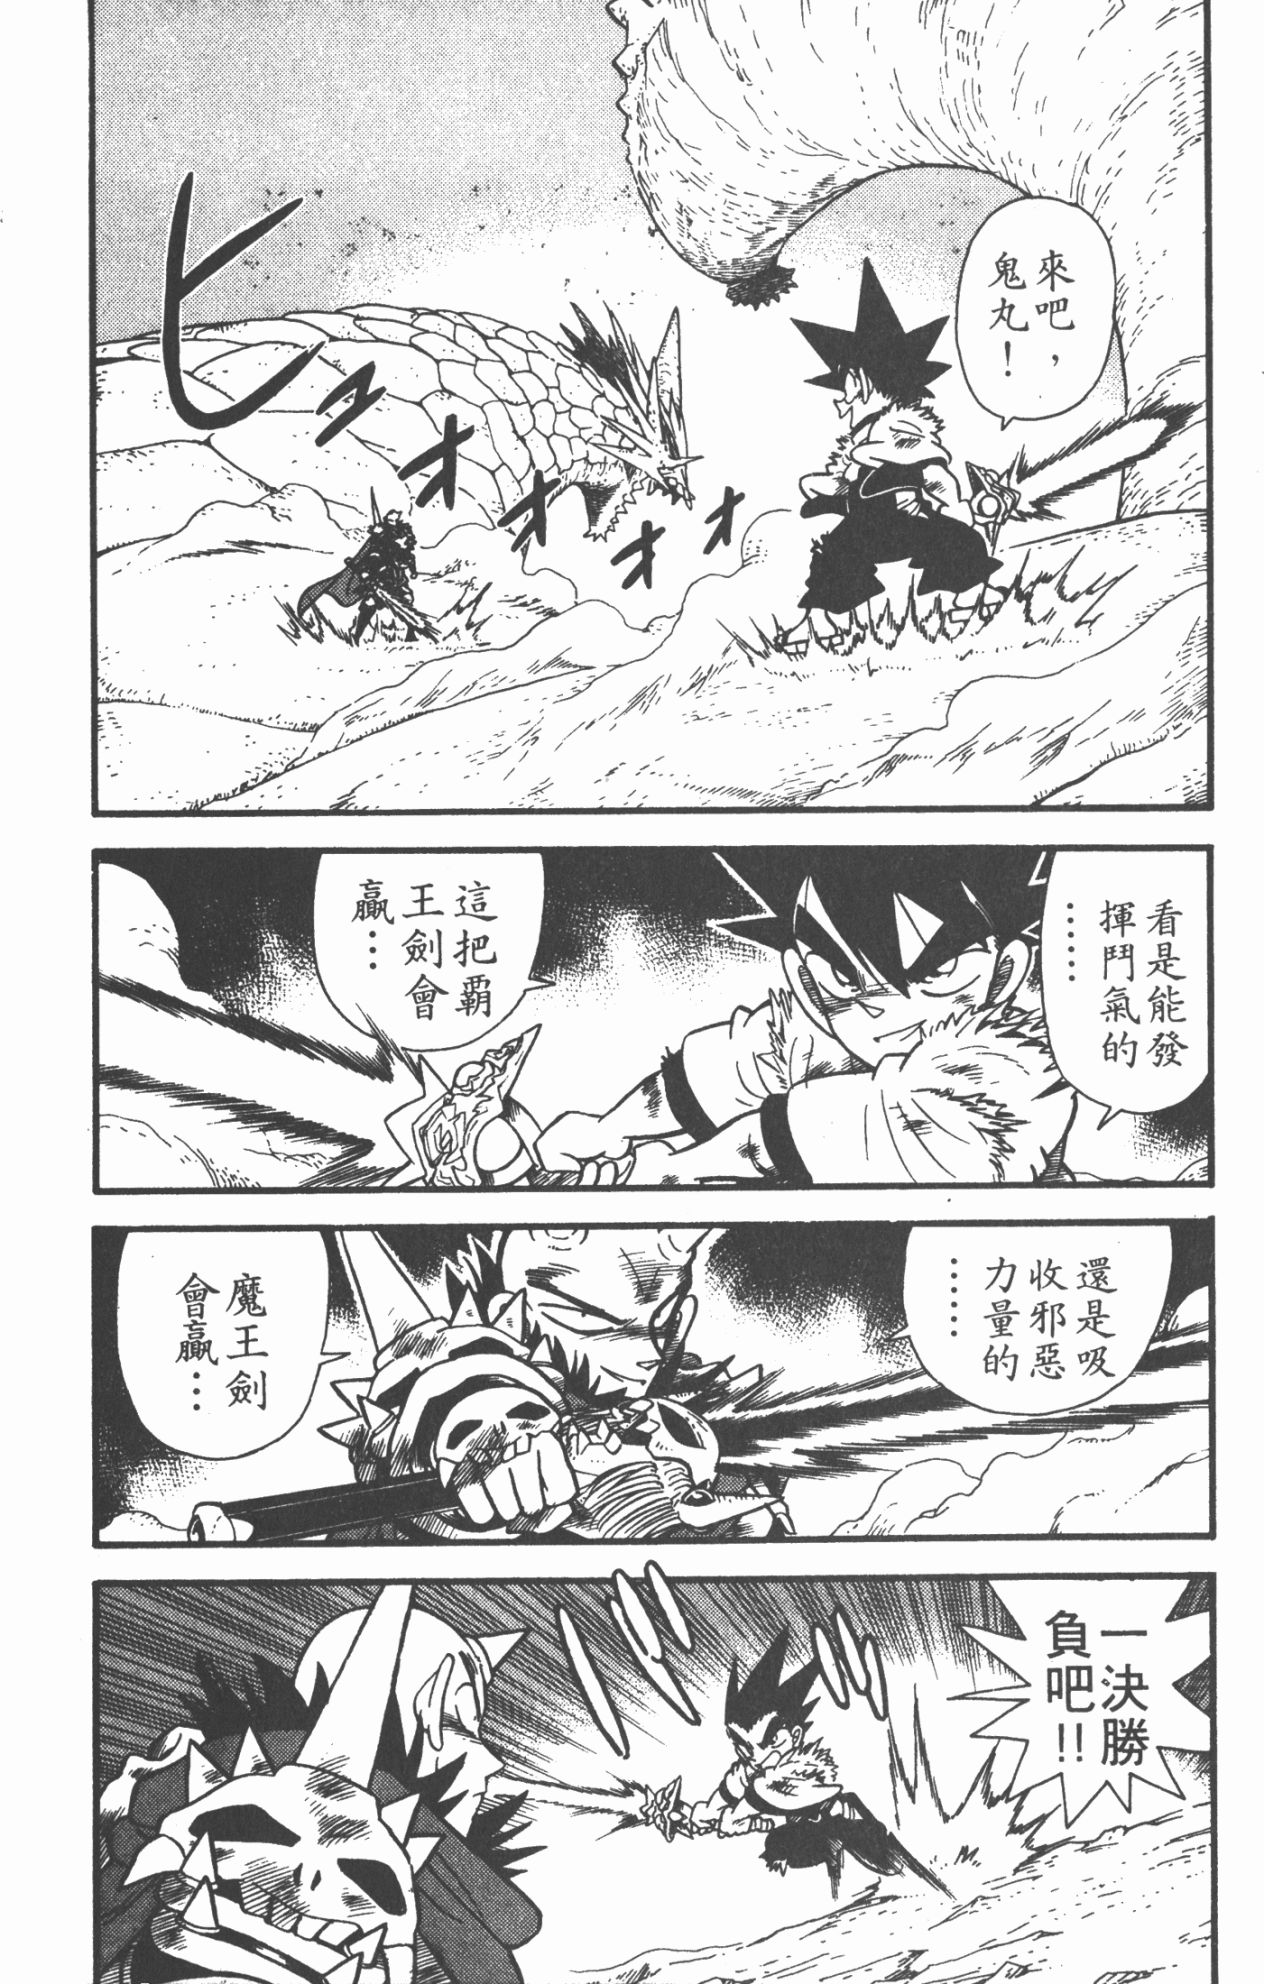 來吧，
鬼丸！
ヒュオオオオ
看是能發
揮鬥氣的
……
這把霸
王劍會
贏…
還是吸
收邪惡
力量的
……
魔王劍
會贏…
一決勝
負吧!!